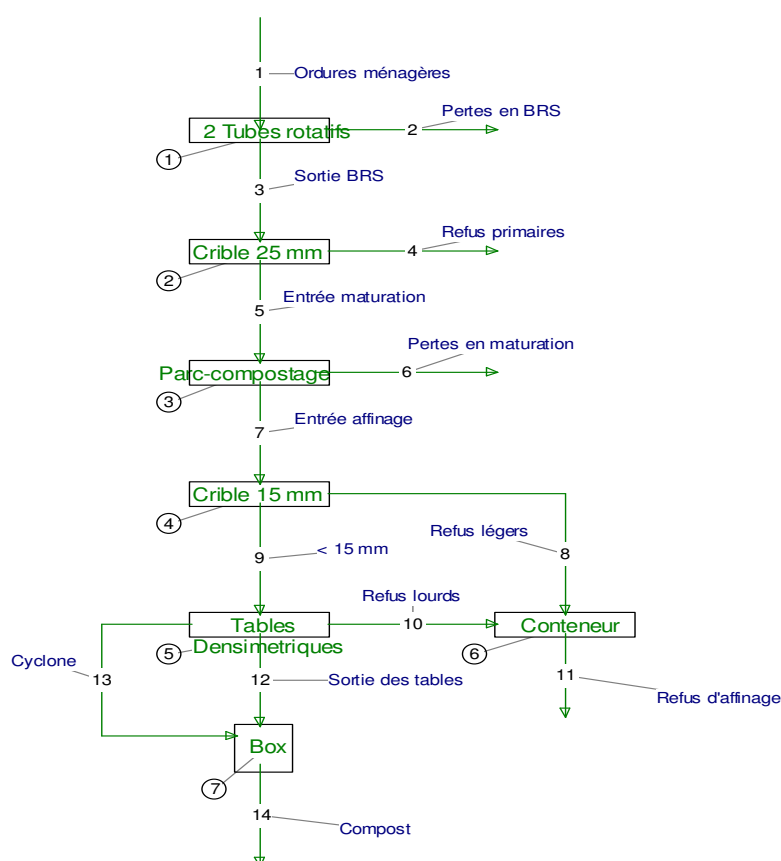 1 Ordures ménagères
Pertes en BRS
2 Tubes rotatifs 2
1
Sortie BRS
3
Refus primaires
Crible 25 mm 4
2
Entrée maturation
5
Pertes en maturation
Parc-compostage 6
3
Entrée affinage
7
Crible 15 mm
4
Refus légers
< 15 mm
9 8
Refus lourds
Tables 10 Conteneur
5 Densimetriques 6
Cyclone
13 12 Sortie des tables 11
Refus d'affinage
Box
7
14
Compost